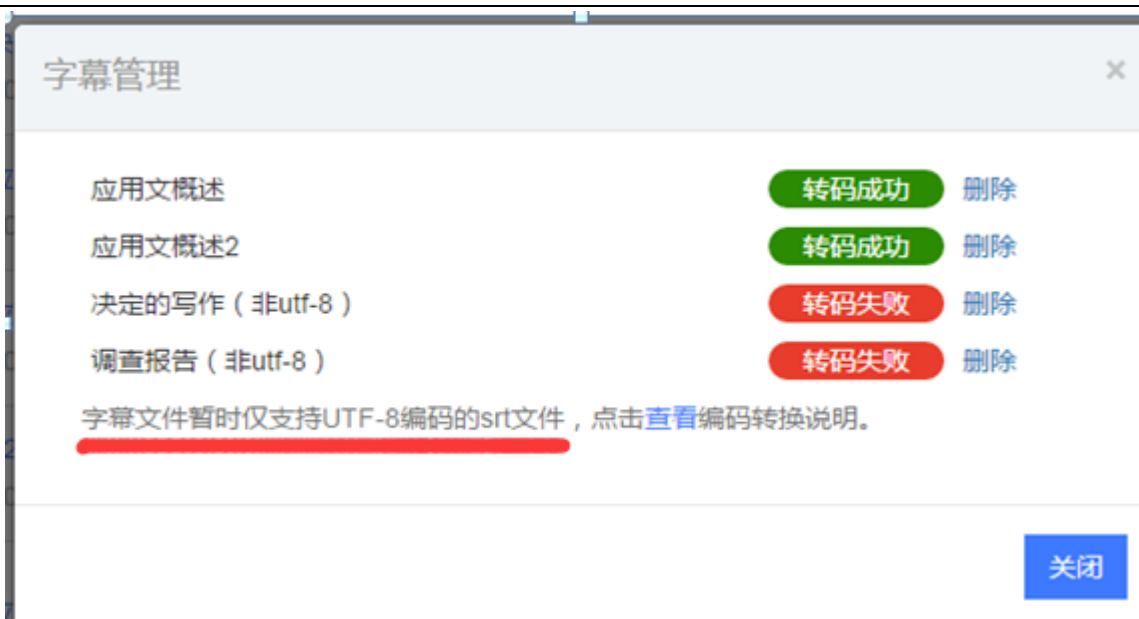 字幕管理 ×
应用文概述 转码成功 删除
应用文概述2 转码成功 删除
决定的写作（非utf-8） 转码失败 删除
调查报告（非utf-8） 转码失败 删除
字幕文件暂时仅支持UTF-8编码的srt文件，点击查看编码转换说明。
关闭